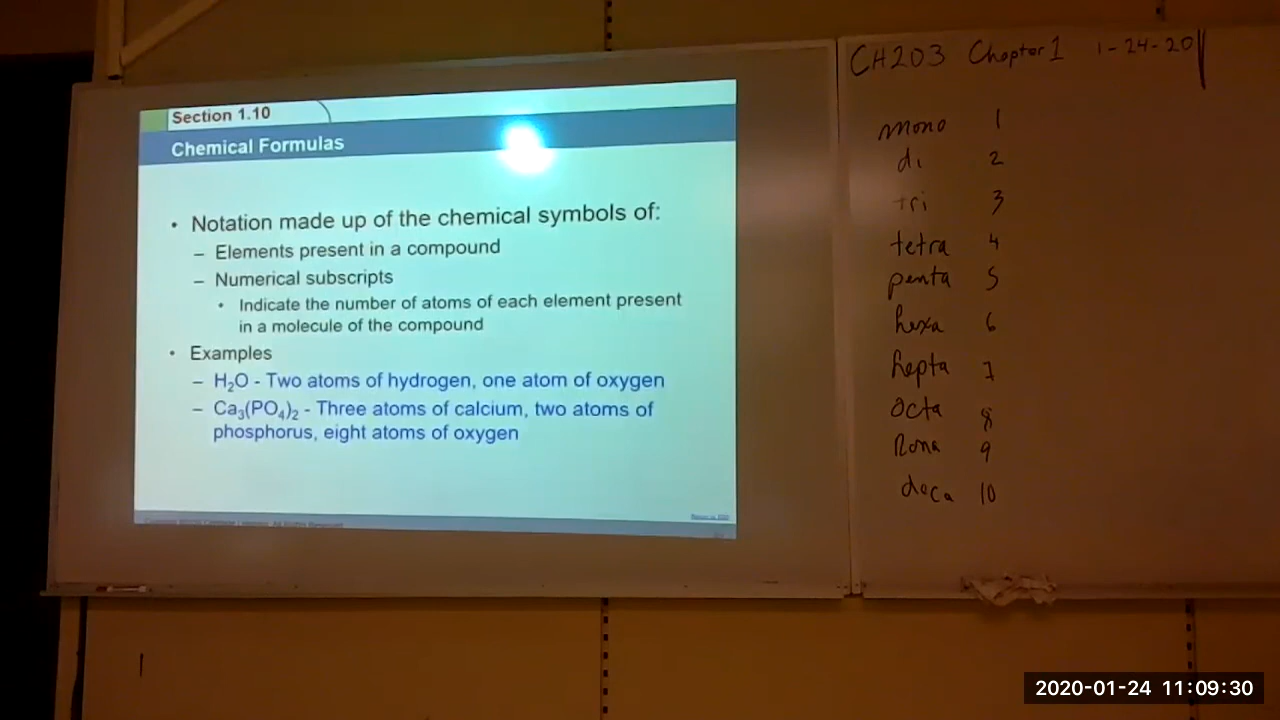 Section 1.10
Chemical Formulas
• Notation made up of the chemical symbols of:
– Elements present in a compound
– Numerical subscripts
• Indicate the number of atoms of each element present
in a molecule of the compound
• Examples
– H₂O - Two atoms of hydrogen, one atom of oxygen
– Ca₃(PO₄)₂ - Three atoms of calcium, two atoms of
phosphorus, eight atoms of oxygen
CH203 Chapter 1 1-24-20
mono 1
di 2
tri 3
tetra 4
penta 5
hexa 6
hepta 7
octa 8
nona 9
deca 10
2020-01-24 11:09:30